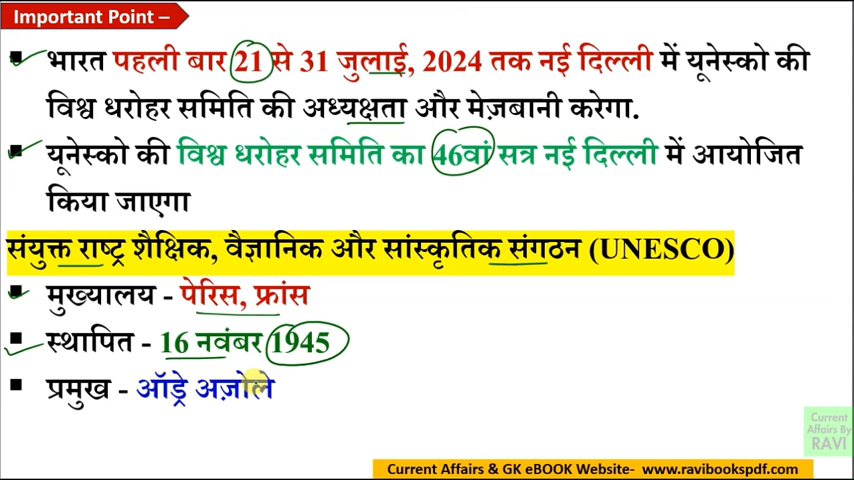 Important Point –
भारत पहली बार 21 से 31 जुलाई, 2024 तक नई दिल्ली में यूनेस्को की
विश्व धरोहर समिति की अध्यक्षता और मेज़बानी करेगा.
यूनेस्को की विश्व धरोहर समिति का 46वां सत्र नई दिल्ली में आयोजित
किया जाएगा
संयुक्त राष्ट्र शैक्षिक, वैज्ञानिक और सांस्कृतिक संगठन (UNESCO)
मुख्यालय - पेरिस, फ्रांस
स्थापित - 16 नवंबर 1945
प्रमुख - ऑड्रे अज़ोले
Current
Affairs By
RAVI
Current Affairs & GK eBOOK Website- www.ravibookspdf.com